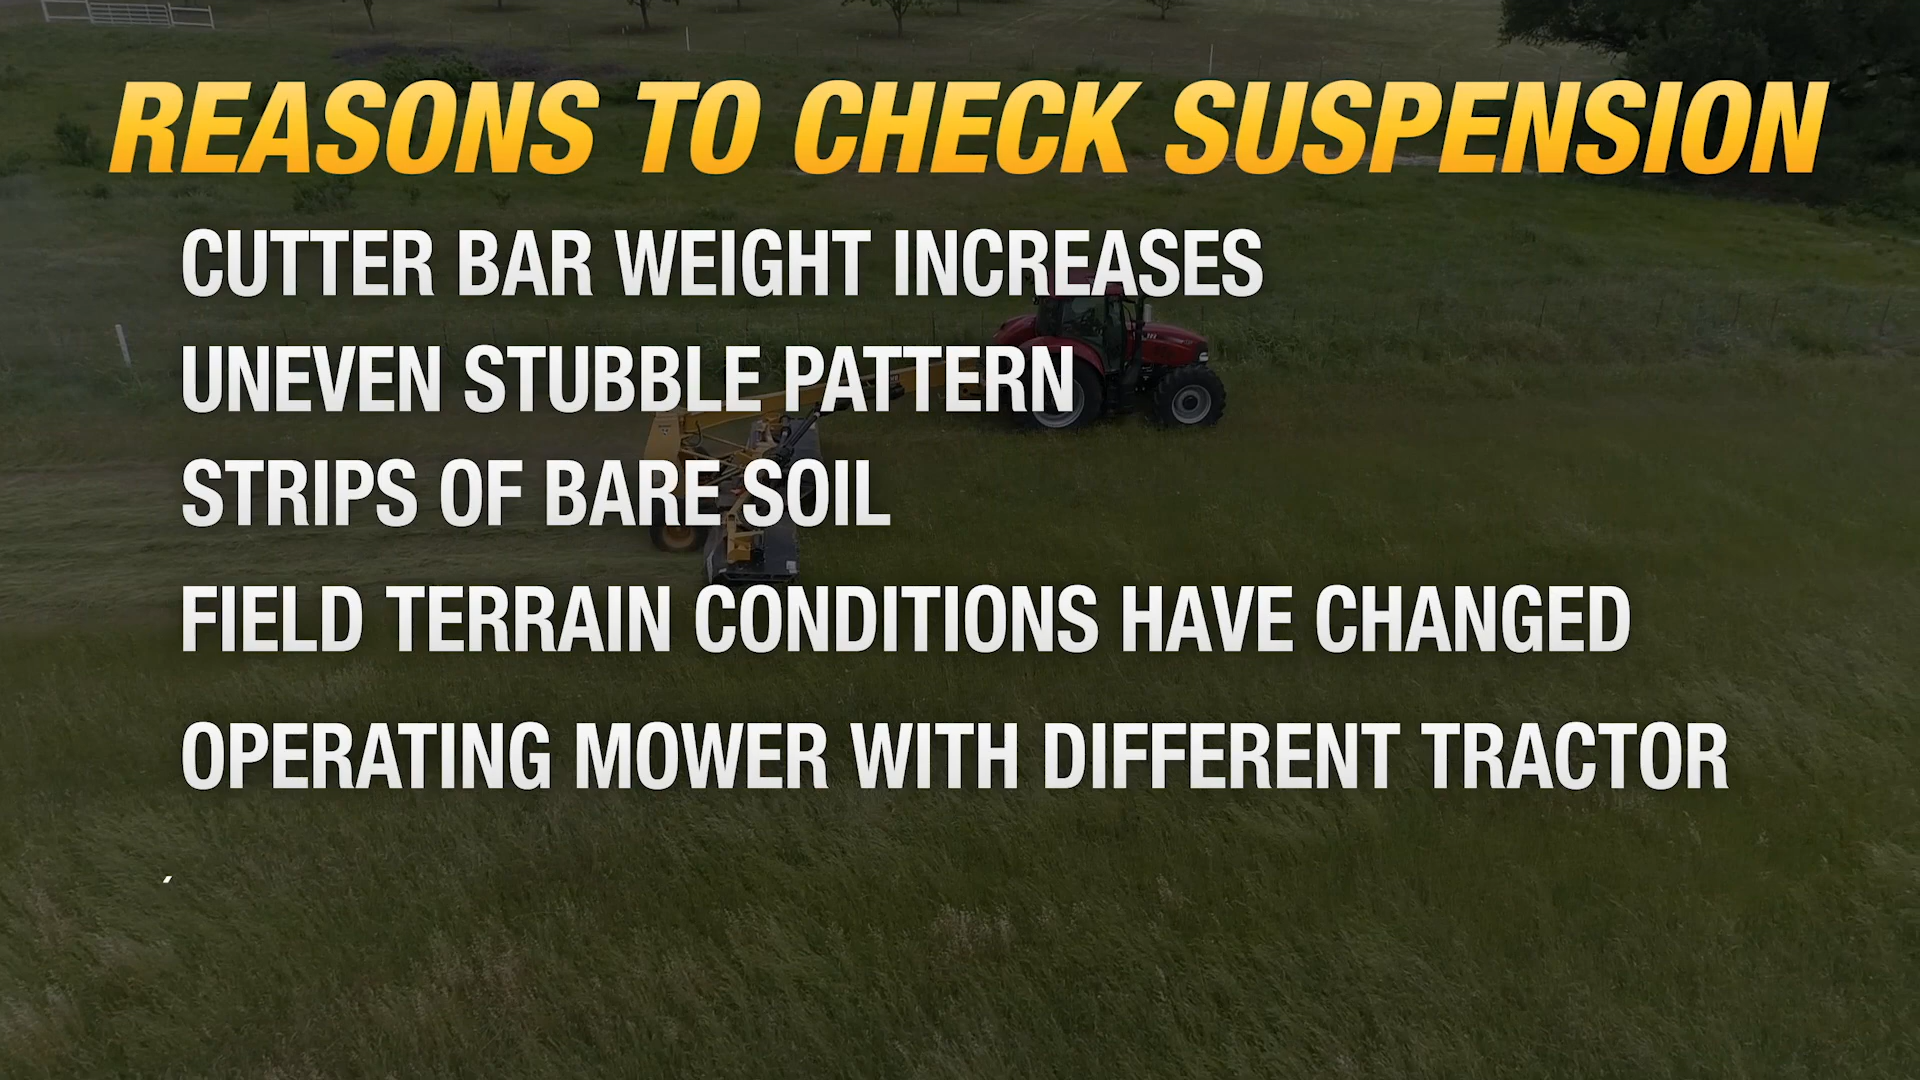 REASONS TO CHECK SUSPENSION
CUTTER BAR WEIGHT INCREASES
UNEVEN STUBBLE PATTERN
STRIPS OF BARE SOIL
FIELD TERRAIN CONDITIONS HAVE CHANGED
OPERATING MOWER WITH DIFFERENT TRACTOR